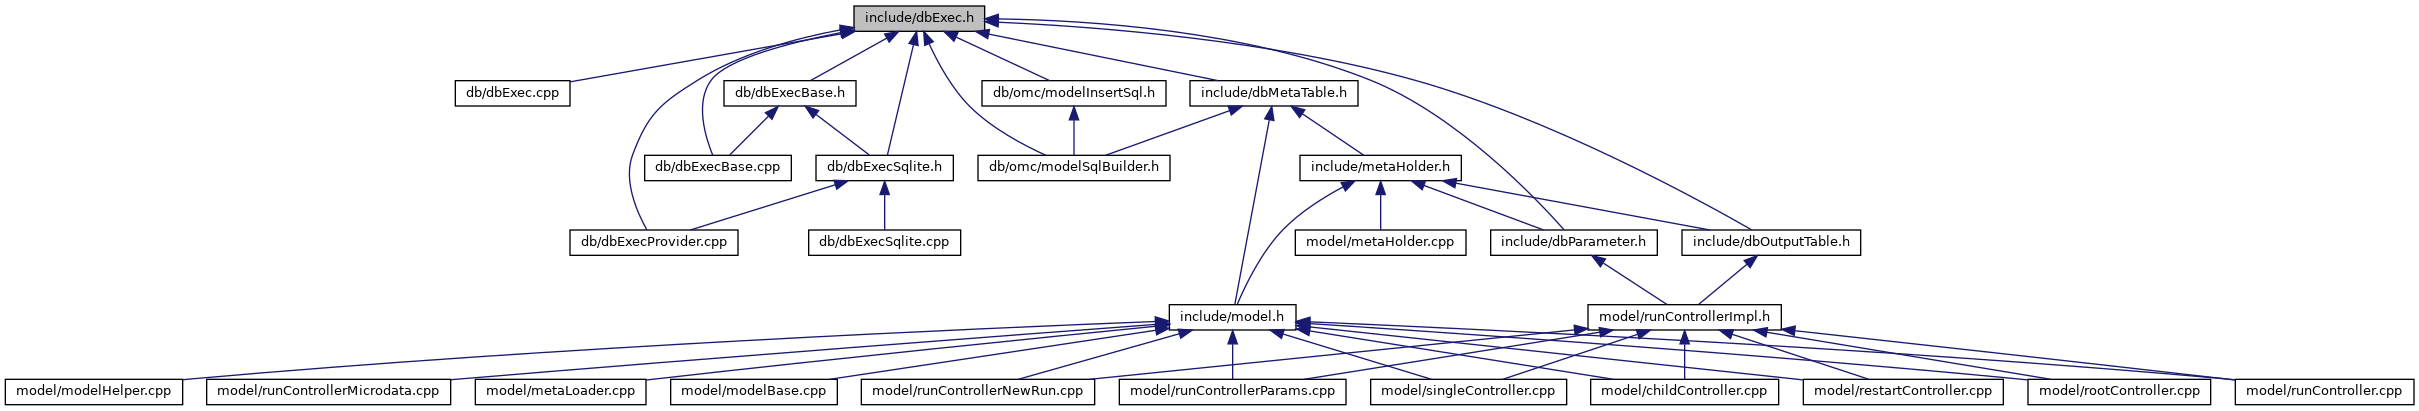 include/dbExec.h
db/dbExec.cpp
db/dbExecBase.h
db/omc/modelInsertSql.h
include/dbMetaTable.h
db/dbExecBase.cpp
db/dbExecSqlite.h
db/omc/modelSqlBuilder.h
include/metaHolder.h
db/dbExecProvider.cpp
db/dbExecSqlite.cpp
model/metaHolder.cpp
include/dbParameter.h
include/dbOutputTable.h
include/model.h
model/runControllerImpl.h
model/modelHelper.cpp
model/runControllerMicrodata.cpp
model/metaLoader.cpp
model/modelBase.cpp
model/runControllerNewRun.cpp
model/runControllerParams.cpp
model/singleController.cpp
model/childController.cpp
model/restartController.cpp
model/rootController.cpp
model/runController.cpp